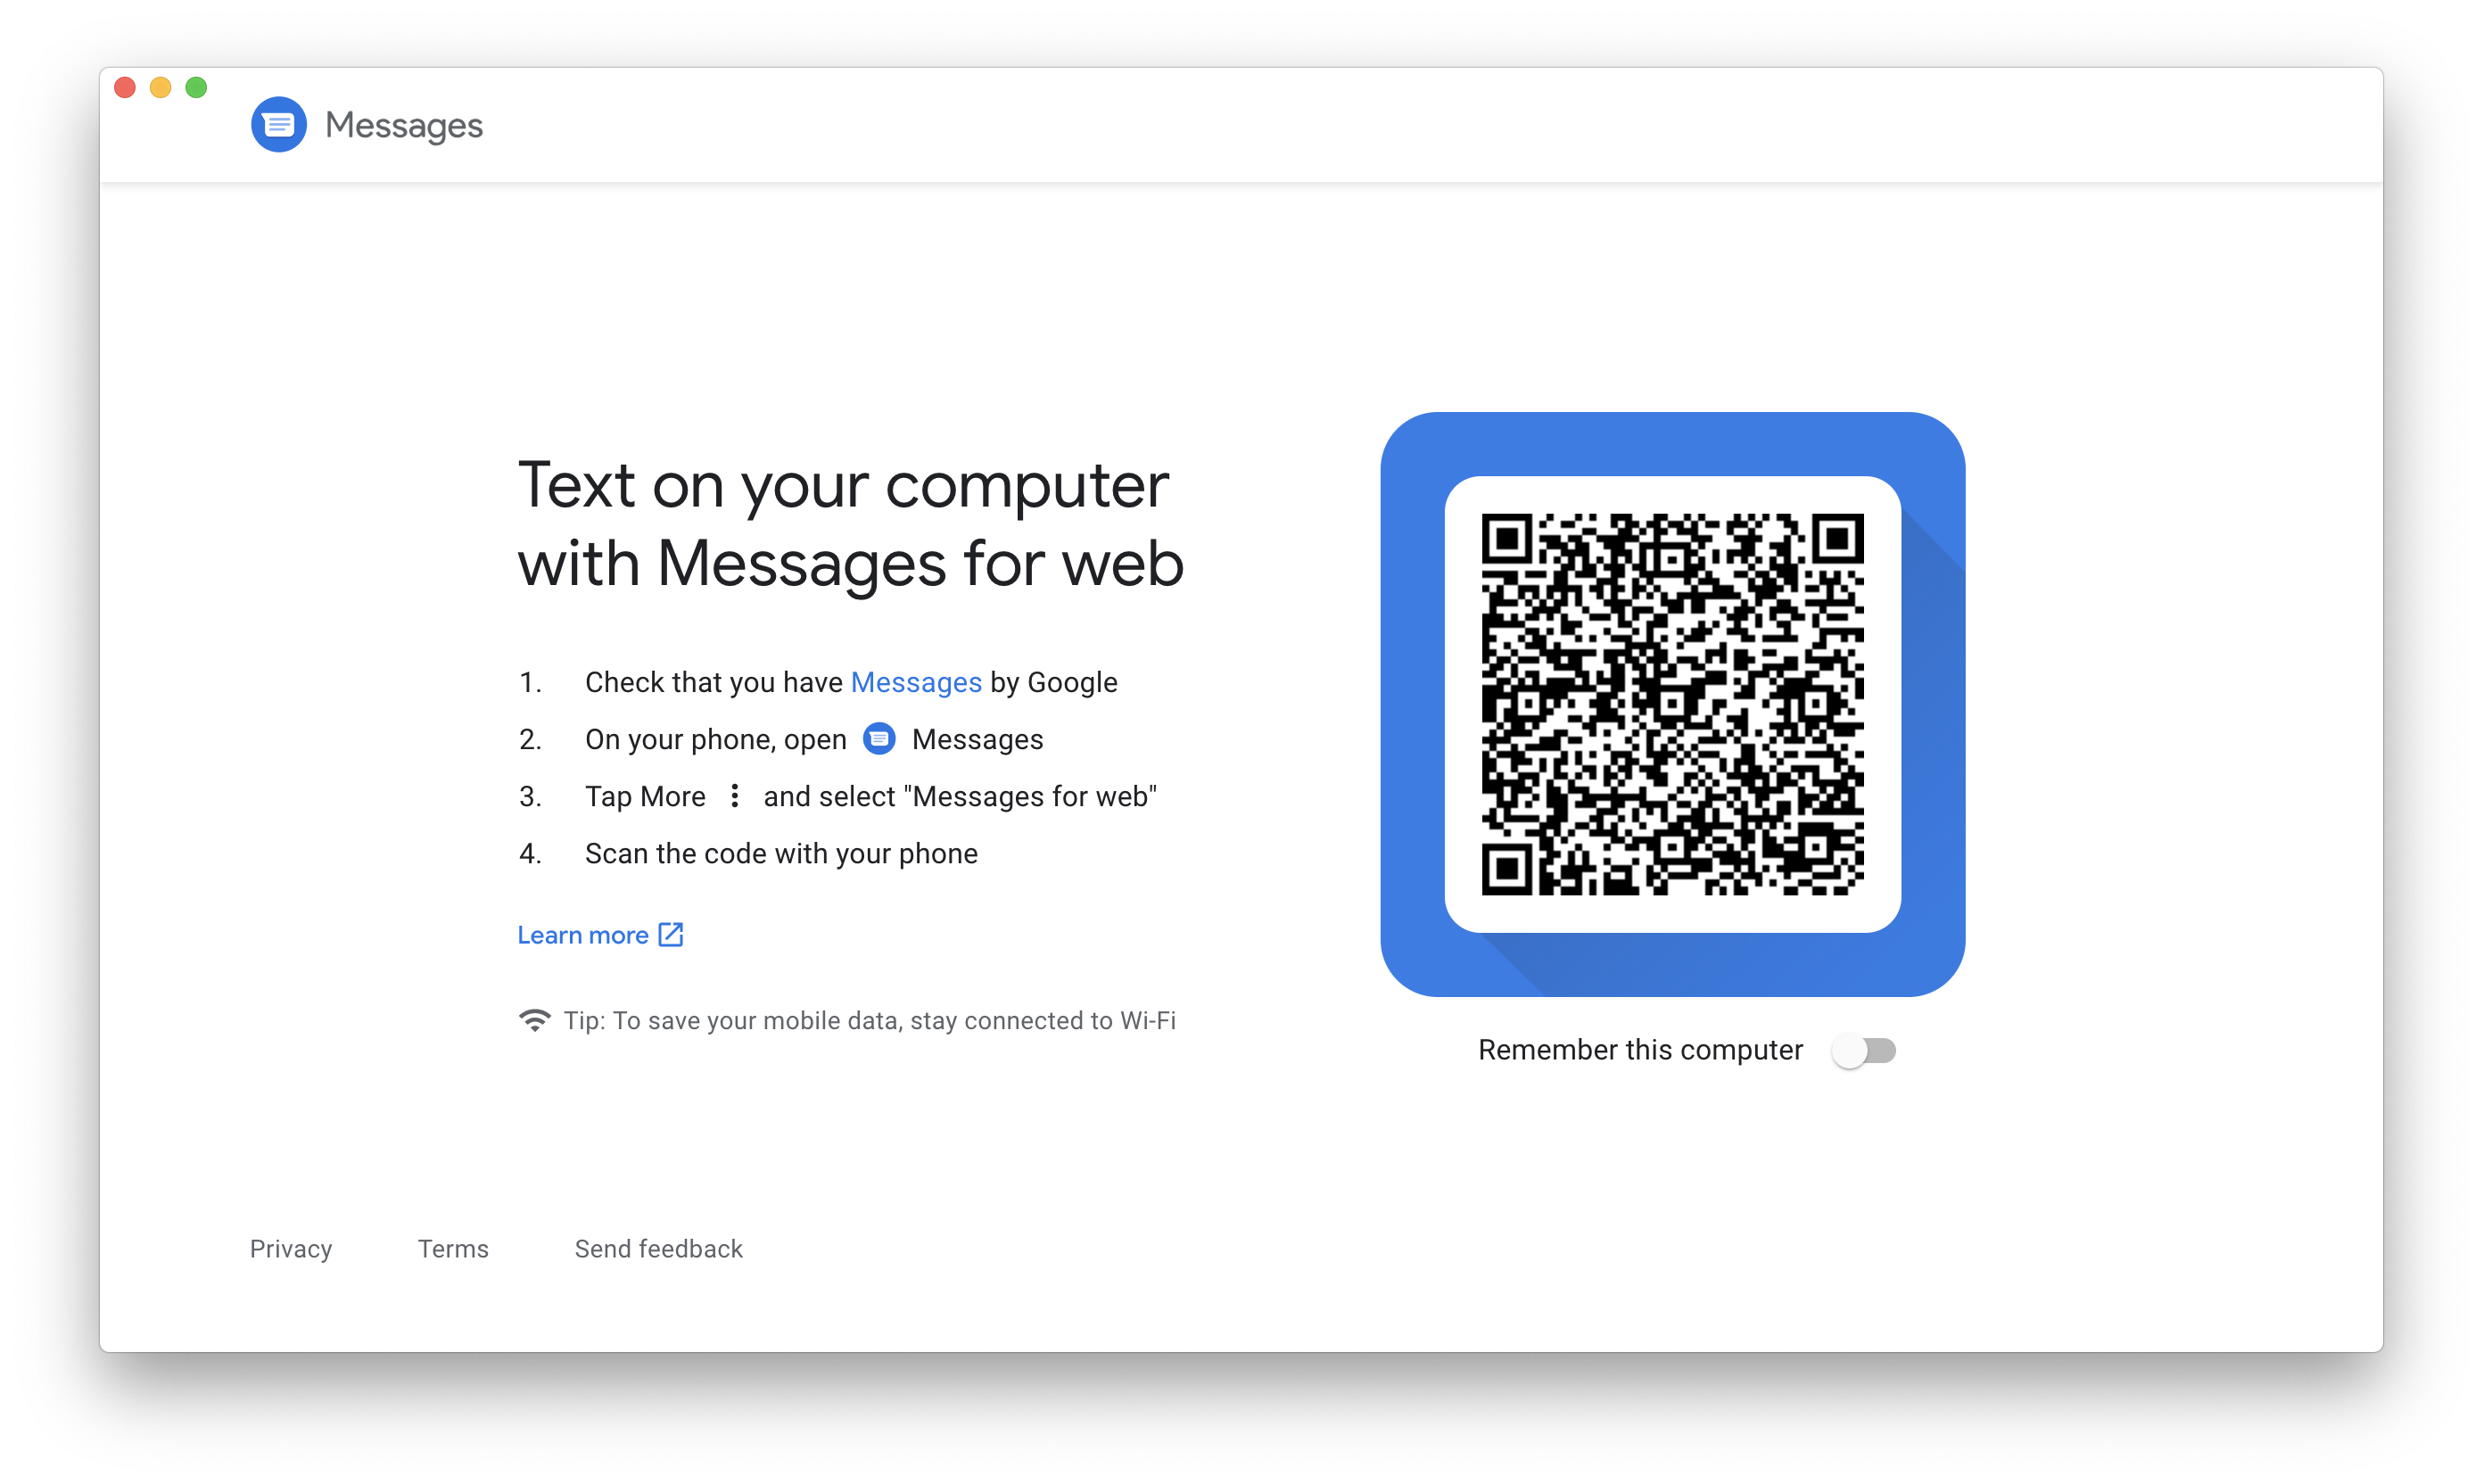 Messages
Text on your computer
with Messages for web
1. Check that you have Messages by Google
2. On your phone, open Messages
3. Tap More and select "Messages for web"
4. Scan the code with your phone
Learn more
Tip: To save your mobile data, stay connected to Wi-Fi
Remember this computer
Privacy Terms Send feedback